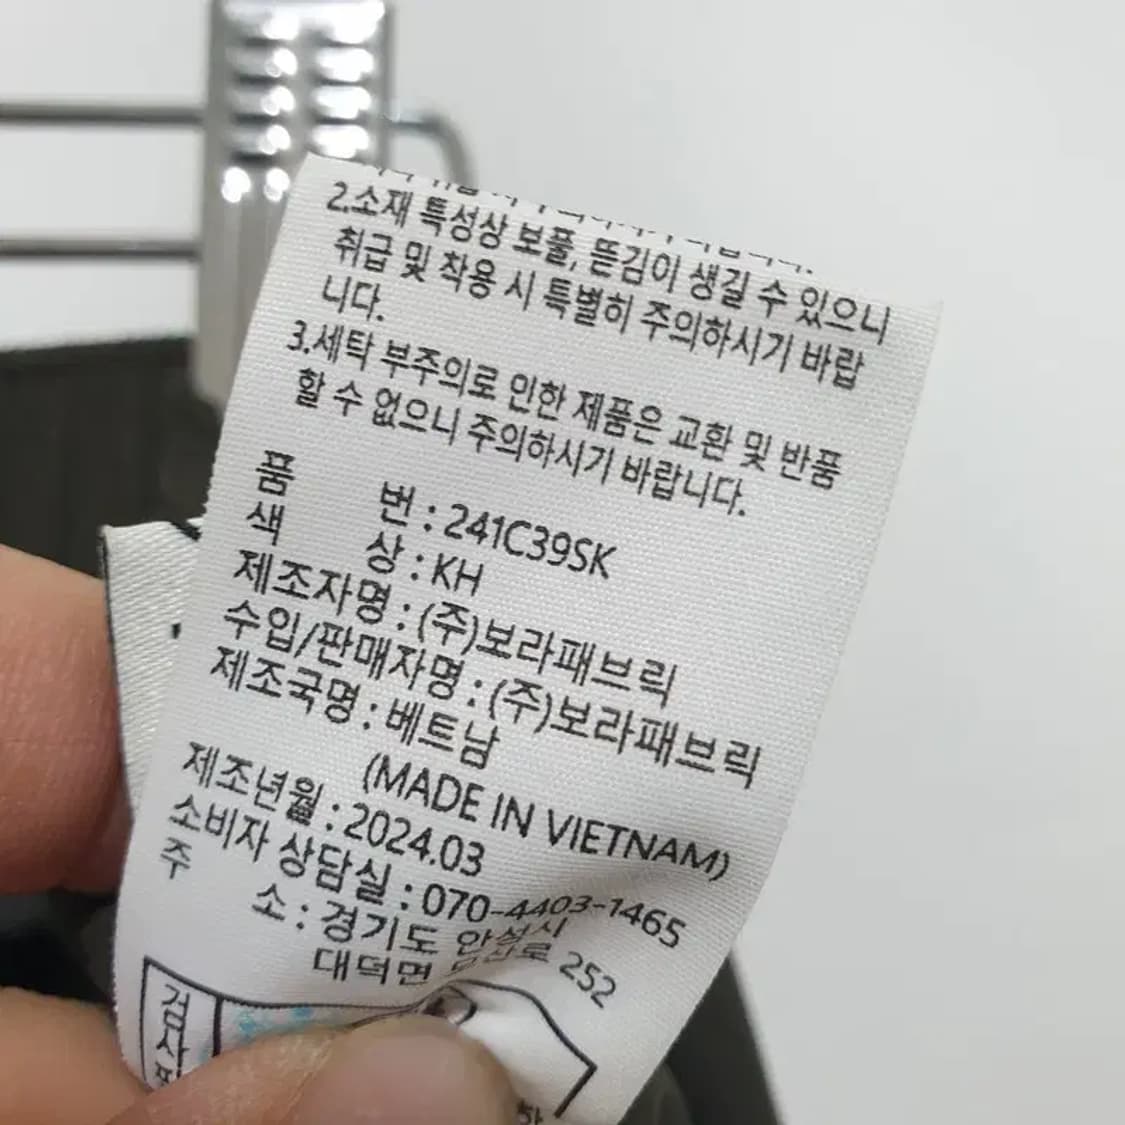 2.소재 특성상 보풀, 뜯김이 생길 수 있으니
취급 및 착용 시 특별히 주의하시기 바랍
니다.
3.세탁 부주의로 인한 제품은 교환 및 반품
할 수 없으니 주의하시기 바랍니다.
품 번 : 241C39SK
색 상 : KH
제조자명 : (주)보라패브릭
수입/판매자명 : (주)보라패브릭
제조국명 : 베트남
(MADE IN VIETNAM)
제조년월 : 2024.03
소비자 상담실 : 070-4403-1465
주 소 : 경기도 안성시
대덕면 252